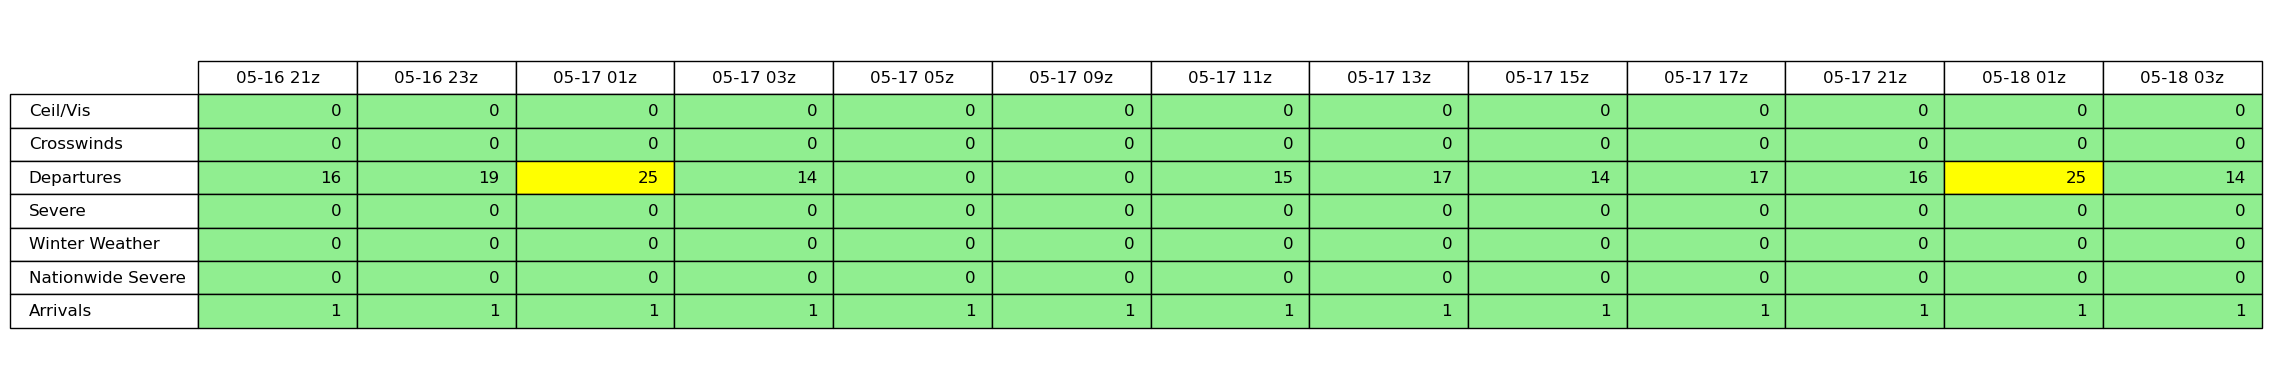 05-16 21z 05-16 23z 05-17 01z 05-17 03z 05-17 05z 05-17 09z 05-17 11z 05-17 13z 05-17 15z 05-17 17z 05-17 21z 05-18 01z 05-18 03z
Ceil/Vis 0 0 0 0 0 0 0 0 0 0 0 0 0
Crosswinds 0 0 0 0 0 0 0 0 0 0 0 0 0
Departures 16 19 25 14 0 0 15 17 14 17 16 25 14
Severe 0 0 0 0 0 0 0 0 0 0 0 0 0
Winter Weather 0 0 0 0 0 0 0 0 0 0 0 0 0
Nationwide Severe 0 0 0 0 0 0 0 0 0 0 0 0 0
Arrivals 1 1 1 1 1 1 1 1 1 1 1 1 1